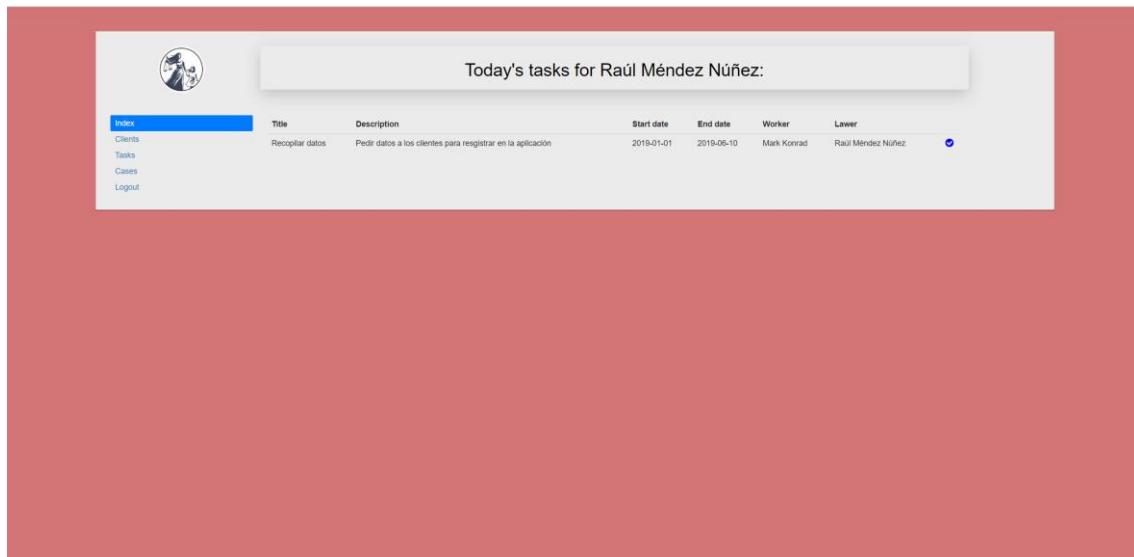 Today's tasks for Raúl Méndez Núñez:
Index
Clients
Tasks
Cases
Logout
Title Description Start date End date Worker Lawer
Recopilar datos Pedir datos a los clientes para resgistrar en la aplicación 2019-01-01 2019-06-10 Mark Konrad Raúl Méndez Núñez